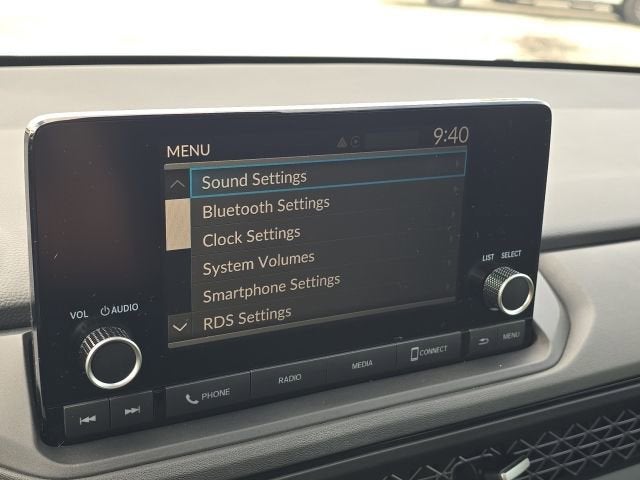 9:40
MENU
Sound Settings
Bluetooth Settings
Clock Settings
System Volumes
Smartphone Settings
RDS Settings
VOL AUDIO
LIST SELECT
PHONE
RADIO
MEDIA
CONNECT
MENU